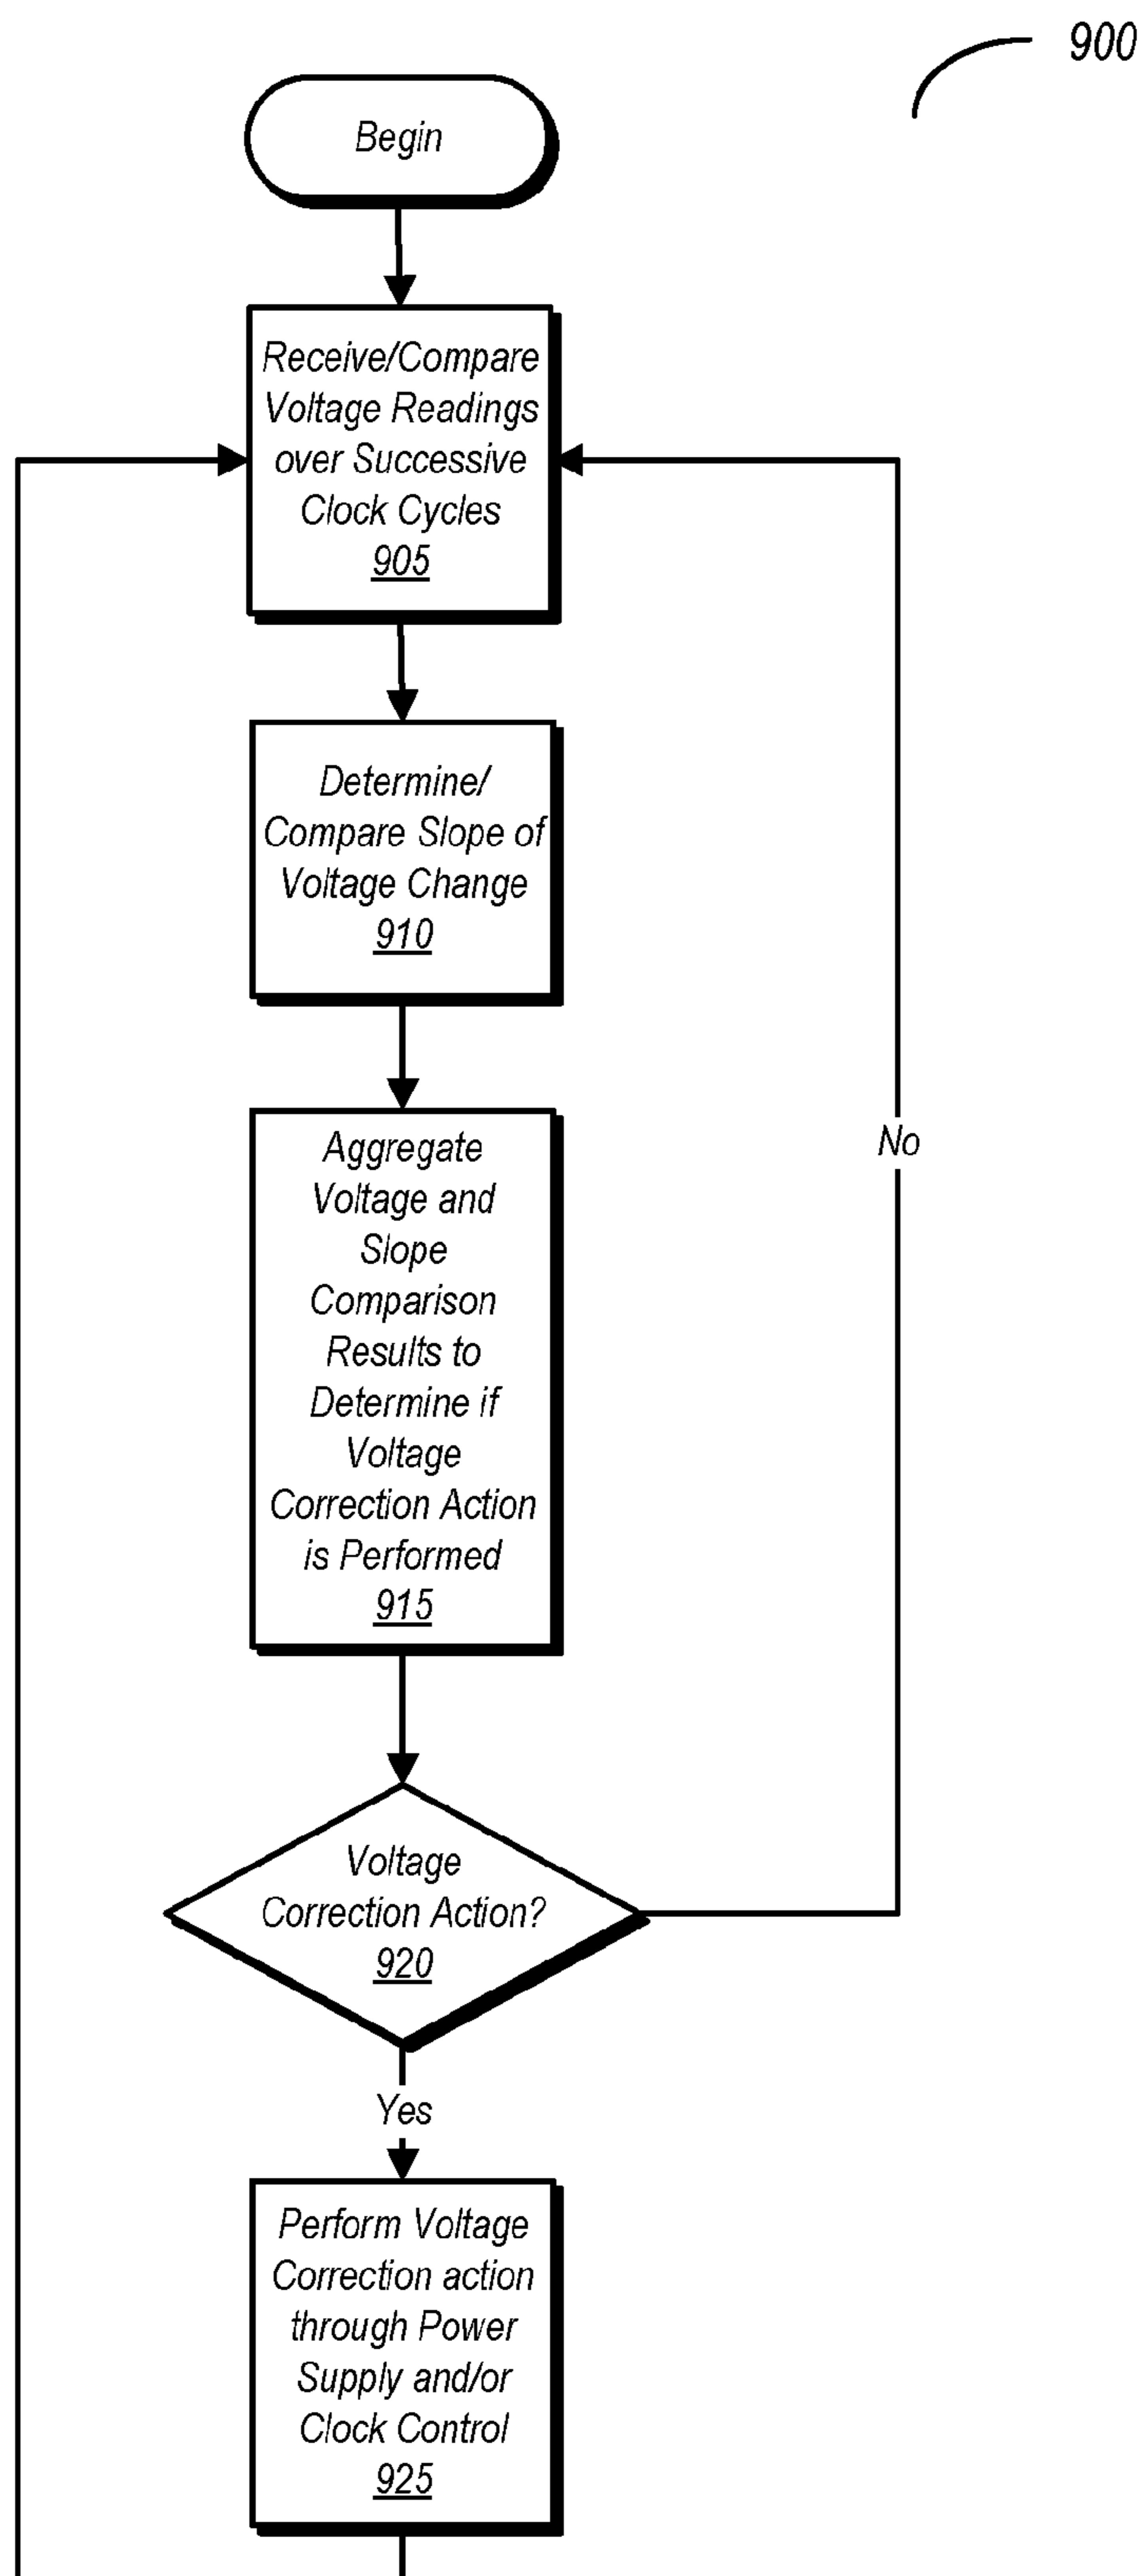 900
Begin
Receive/Compare
Voltage Readings
over Successive
Clock Cycles
905
Determine/
Compare Slope of
Voltage Change
910
Aggregate
Voltage and
Slope
Comparison
Results to
Determine if
Voltage
Correction Action
is Performed
915
No
Voltage
Correction Action?
920
Yes
Perform Voltage
Correction action
through Power
Supply and/or
Clock Control
925